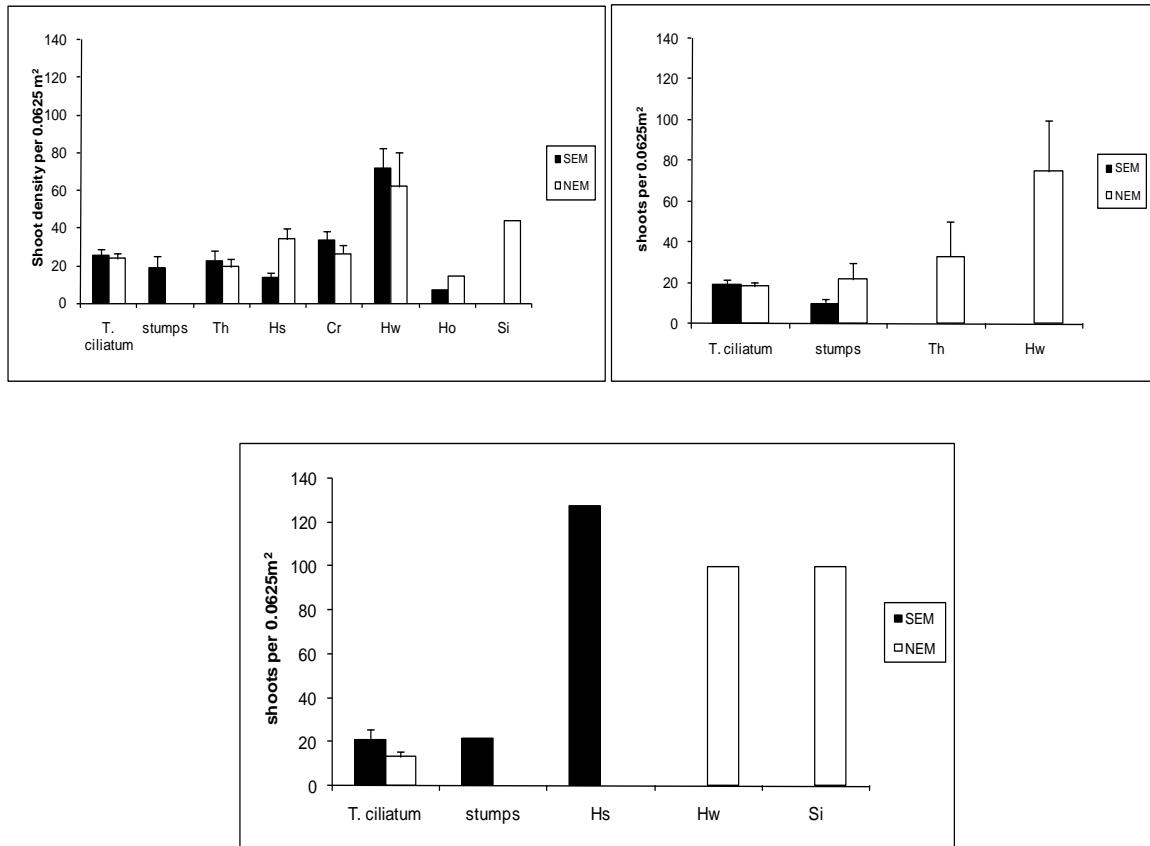 Shoot density per 0.0625 m²
140
120
100
80
60
40
20
0
T.
ciliatum
stumps
Th
Hs
Cr
Hw
Ho
Si
SEM
NEM
shoots per 0.0625m²
140
120
100
80
60
40
20
0
T. ciliatum
stumps
Th
Hw
SEM
NEM
shoots per 0.0625m²
140
120
100
80
60
40
20
0
T. ciliatum
stumps
Hs
Hw
Si
SEM
NEM